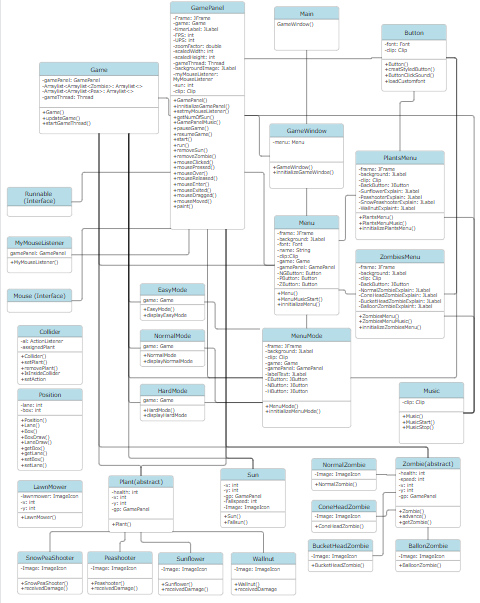 GamePanel
-Frame: JFrame
-game: Game
-timerLabel: JLabel
-FPS: int
-UPS: int
-zoomFactor: double
-scaledWidth: int
-scaledHeight: int
-gameThread: Thread
-backgroundImage: JLabel
-myMouseListener:
MyMouseListener
-sun: int
-clip: Clip
+GamePanel()
+innitializeGamePanel()
+setmyMouseListener()
+getNumOfSun()
+GamePanelMusic()
+pauseGame()
+resumeGame()
+start()
+run()
+removeSun()
+removeZombie()
+mouseClicked()
+mousePressed()
+mouseOver()
+mouseReleased()
+mouseEnter()
+mouseExited()
+mouseDragged()
+mouseMoved()
+paint()
Main
GameWindow()
Button
-font: Font
-clip: Clip
+Button()
+creatStyledButton()
+ButtonClickSound()
+loadCustomfont
Game
-gamePanel: GamePanel
-Arraylist<Arraylist<Zombie>>: Arraylist<>
-Arraylist<Arraylist<Pea>: Arraylist<>
-gameThread: Thread
+Game()
+updateGame()
+startGameThread()
GameWindow
-menu: Menu
+GameWindow()
+innitializeGameWindow()
PlantsMenu
-frame: JFrame
-background: JLabel
-clip: Clip
-BackButton: JButton
-SunflowerExplain: JLabel
-PeashooterExplain: JLabel
-SnowPeaShooterExplain: JLabel
-WallnutExplain: JLabel
+PlantsMenu()
+PlantsMenuMusic()
+innitializePlantsMenu()
Runnable
(Interface)
MyMouseListener
gamePanel: GamePanel
+MyMouseListener()
Mouse (Interface)
Menu
-frame: JFrame
-background: JLabel
-font: Font
-name: String
-clip:Clip
-game: Game
-gamePanel: GamePanel
-NGButton: JButton
-PButton: JButton
-ZButton: JButton
+Menu()
+MenuMusicStart()
+innitializeMenu()
ZombiesMenu
-frame: JFrame
-background: JLabel
-clip: Clip
-BackButton: JButton
-NormalZombieExplain: JLabel
-ConeHeadZombieExplain: JLabel
-BucketHeadZombieExplain: JLabel
-BalloonZombieExplain: JLabel
+ZombiesMenu()
+ZombiesMenuMusic()
+innitializeZombiesMenu()
EasyMode
game: Game
+EasyMode()
+displayEasyMode
NormalMode
game: Game
+NormalMode
+displayNormalMode
HardMode
game: Game
+HardMode()
+displayHardMode
MenuMode
-frame: JFrame
-background: JLabel
-clip: Clip
-game: Game
-gamePanel: GamePanel
-labelText: JLabel
-EButton: JButton
-NButton: JButton
-HButton: JButton
+MenuMode()
+innitializeMenuMode()
Music
-clip: Clip
+Music()
+MusicStart()
+MusicStop()
Collider
-al: ActionListener
-assignedPlant
+Collider()
+setPlant()
+removePlant()
+setAction
Position
-lane: int
-box: int
+Position()
+Lane()
+Box()
+BoxDraw()
+LaneDraw()
+getBox()
+getLane()
+setBox()
+setLane()
LawnMower
-lawnmower: ImageIcon
-x: int
-y: int
+LawnMower()
Plant(abstract)
-health: int
-x: int
-y: int
-gp: GamePanel
+Plant()
Sun
-x: int
-y: int
-gp: GamePanel
-Fallspeed: int
-Image: ImageIcon
+Sun()
+Fallsun()
NormalZombie
-Image: ImageIcon
+NormalZombie()
ConeHeadZombie
-Image: ImageIcon
+ConeHeadZombie()
BucketHeadZombie
-Image: ImageIcon
+BucketHeadZombie()
Zombie(abstract)
-health: int
-speed: int
-x: int
-y: int
-gp: GamePanel
+Zombie()
+advance()
+getZombie()
BallonZombie
-Image: ImageIcon
+BalloonZombie()
SnowPeaShooter
-Image: ImageIcon
+SnowPeaShooter()
+receivedDamage()
Peashooter
-Image: ImageIcon
+Peashooter()
+receivedDamage()
Sunflower
-Image: ImageIcon
+Sunflower()
+receivedDamage()
Wallnut
-Image: ImageIcon
+Wallnut()
+receivedDamage()